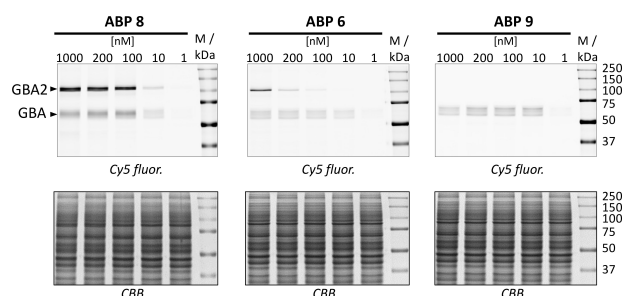 ABP 8 ABP 6 ABP 9
[nM] M / [nM] M / [nM] M /
1000 200 100 10 1 kDa 1000 200 100 10 1 kDa 1000 200 100 10 1 kDa
250
150
GBA2 100
75
GBA 50
37
Cy5 fluor. Cy5 fluor. Cy5 fluor.
250
150
100
75
50
37
CBB CBB CBB